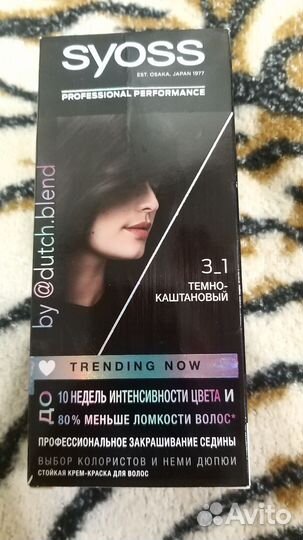 syoss
EST. OSAKA, JAPAN 1977
PROFESSIONAL PERFORMANCE
by @dutch.blend
3_1
ТЕМНО-
КАШТАНОВЫЙ
TRENDING NOW
ДО 10 НЕДЕЛЬ ИНТЕНСИВНОСТИ ЦВЕТА И
80% МЕНЬШЕ ЛОМКОСТИ ВОЛОС*
ПРОФЕССИОНАЛЬНОЕ ЗАКРАШИВАНИЕ СЕДИНЫ
ВЫБОР КОЛОРИСТОВ И НЕМИ ДЮПЮИ
СТОЙКАЯ КРЕМ-КРАСКА ДЛЯ ВОЛОС
Avito